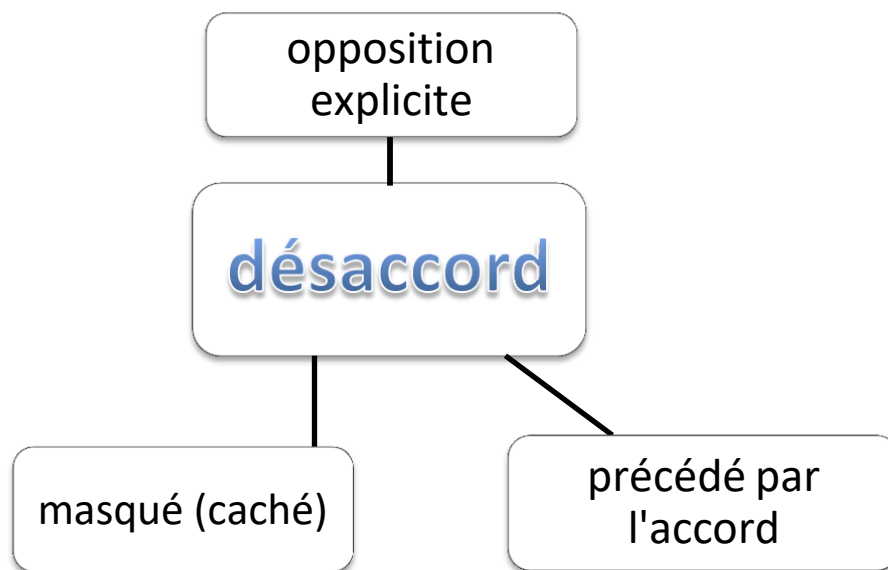 opposition
explicite
désaccord
masqué (caché)
précédé par
l'accord